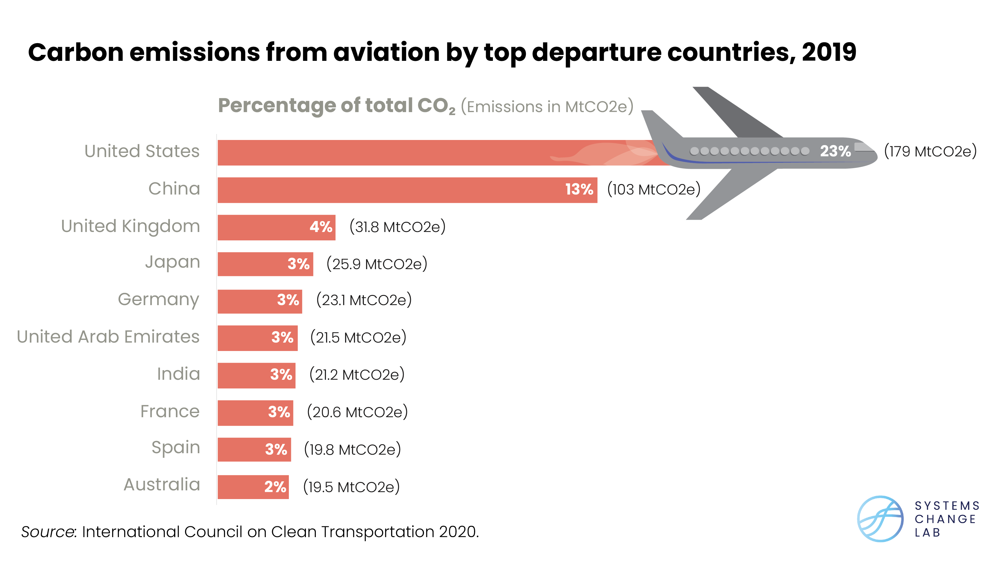 Carbon emissions from aviation by top departure countries, 2019
Percentage of total CO₂ (Emissions in MtCO2e)
United States 23% (179 MtCO2e)
China 13% (103 MtCO2e)
United Kingdom 4% (31.8 MtCO2e)
Japan 3% (25.9 MtCO2e)
Germany 3% (23.1 MtCO2e)
United Arab Emirates 3% (21.5 MtCO2e)
India 3% (21.2 MtCO2e)
France 3% (20.6 MtCO2e)
Spain 3% (19.8 MtCO2e)
Australia 2% (19.5 MtCO2e)
Source: International Council on Clean Transportation 2020.
SYSTEMS
CHANGE
LAB